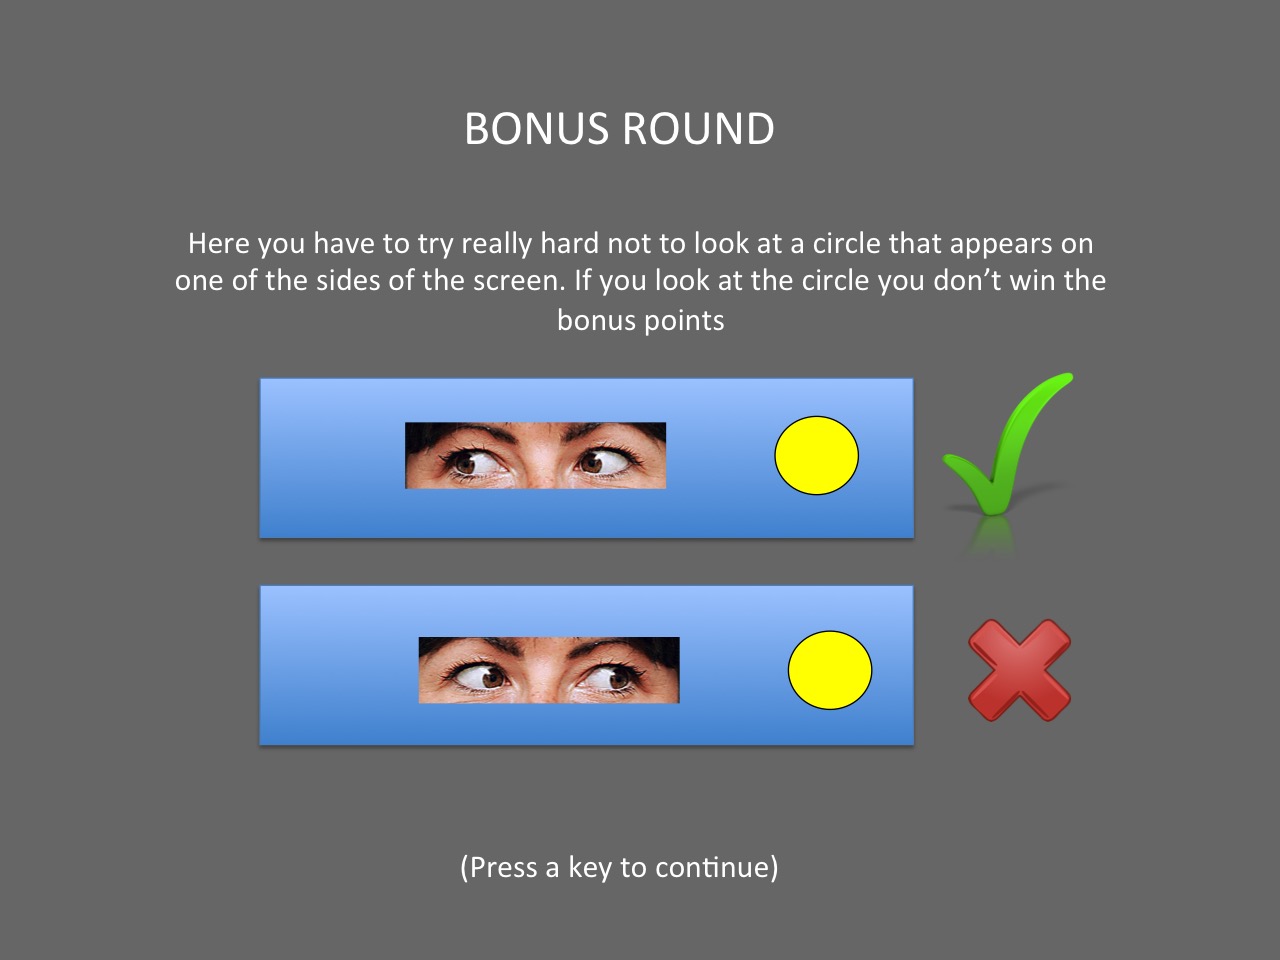 BONUS ROUND
Here you have to try really hard not to look at a circle that appears on
one of the sides of the screen. If you look at the circle you don’t win the
bonus points
(Press a key to continue)